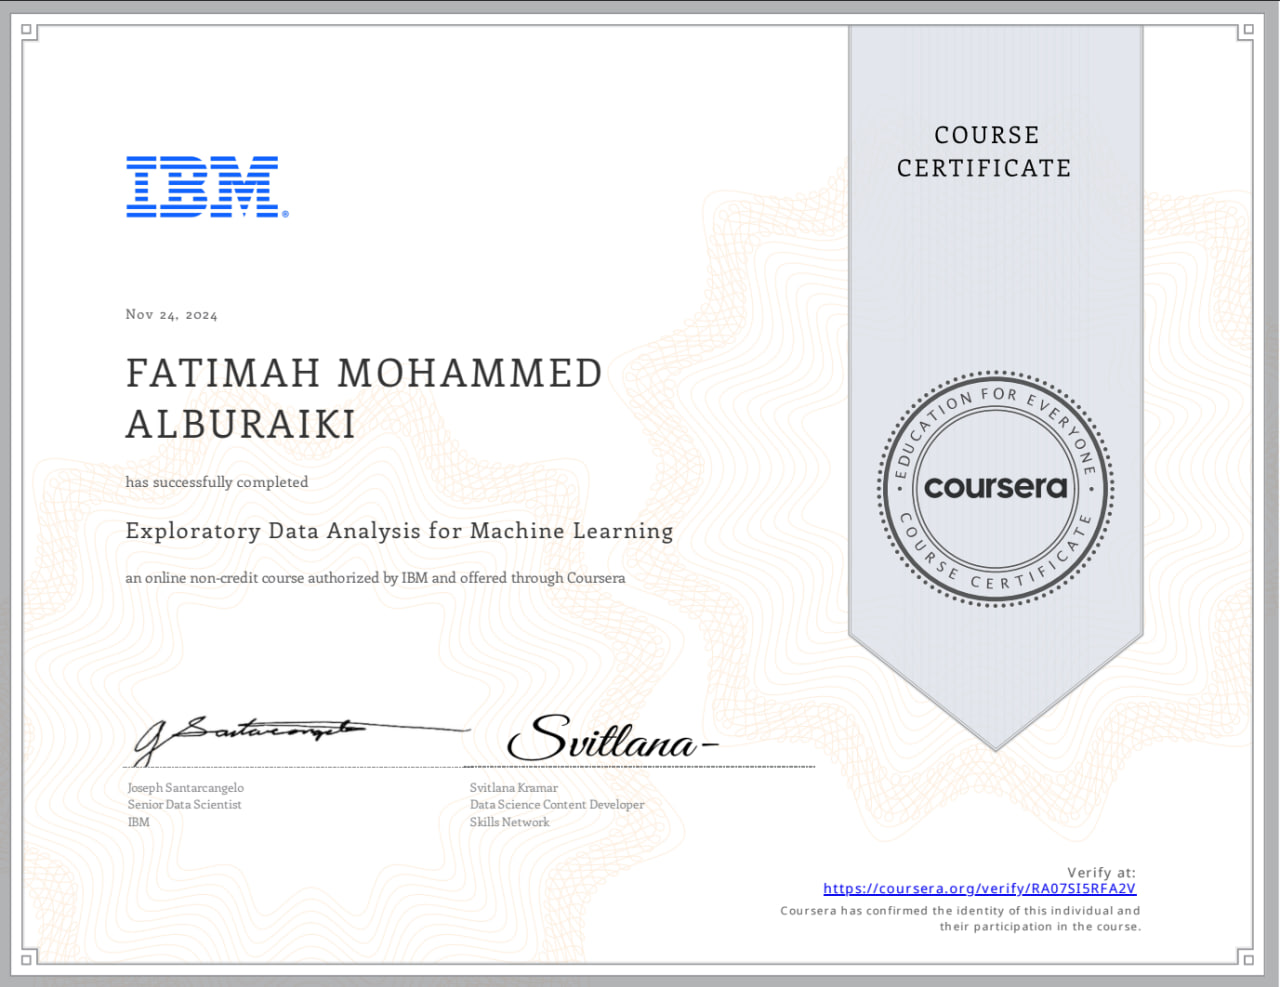 IBM®
COURSE
CERTIFICATE
Nov 24, 2024
FATIMAH MOHAMMED
ALBURAIKI
has successfully completed
Exploratory Data Analysis for Machine Learning
an online non-credit course authorized by IBM and offered through Coursera
EDUCATION FOR EVERYONE
coursera
COURSE CERTIFICATE
J Santarcangelo
Svitlana
Joseph Santarcangelo
Senior Data Scientist
IBM
Svitlana Kramar
Data Science Content Developer
Skills Network
Verify at:
https://coursera.org/verify/RA07SI5RFA2V
Coursera has confirmed the identity of this individual and
their participation in the course.